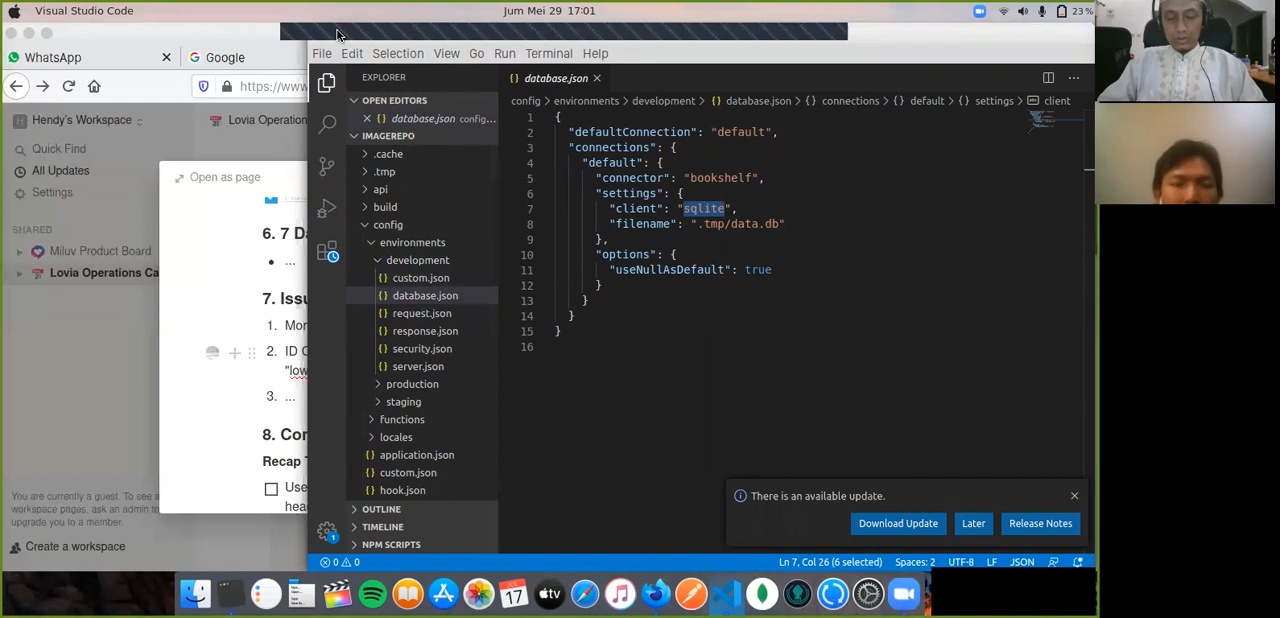 Visual Studio Code
Jum Mei 29 17:01
23%
WhatsApp
Google
https://www
File Edit Selection View Go Run Terminal Help
Hendy's Workspace
Quick Find
All Updates
Settings
SHARED
Miluv Product Board
Lovia Operations Ca
You are currently a guest. To see a
workspace pages, ask an admin to
upgrade you to a member.
Create a workspace
Lovia Operation
Open as page
6. 7 Da
...
7. Issu
1. Mor
2. ID C
"low
3. ...
8. Con
Recap T
Use
hea
EXPLORER
OPEN EDITORS
database.json config...
IMAGEREPO
.cache
.tmp
api
build
config
environments
development
{} custom.json
{} database.json
{} request.json
{} response.json
{} security.json
{} server.json
production
staging
functions
locales
{} application.json
{} custom.json
{} hook.json
OUTLINE
TIMELINE
NPM SCRIPTS
{} database.json
config > environments > development > {} database.json > {} connections > {} default > {} settings > client
1 {
2 "defaultConnection": "default",
3 "connections": {
4 "default": {
5 "connector": "bookshelf",
6 "settings": {
7 "client": "sqlite",
8 "filename": ".tmp/data.db"
9 },
10 "options": {
11 "useNullAsDefault": true
12 }
13 }
14 }
15 }
16
There is an available update.
Download Update
Later
Release Notes
0 0
Ln 7, Col 26 (6 selected) Spaces: 2 UTF-8 LF JSON
17
tv